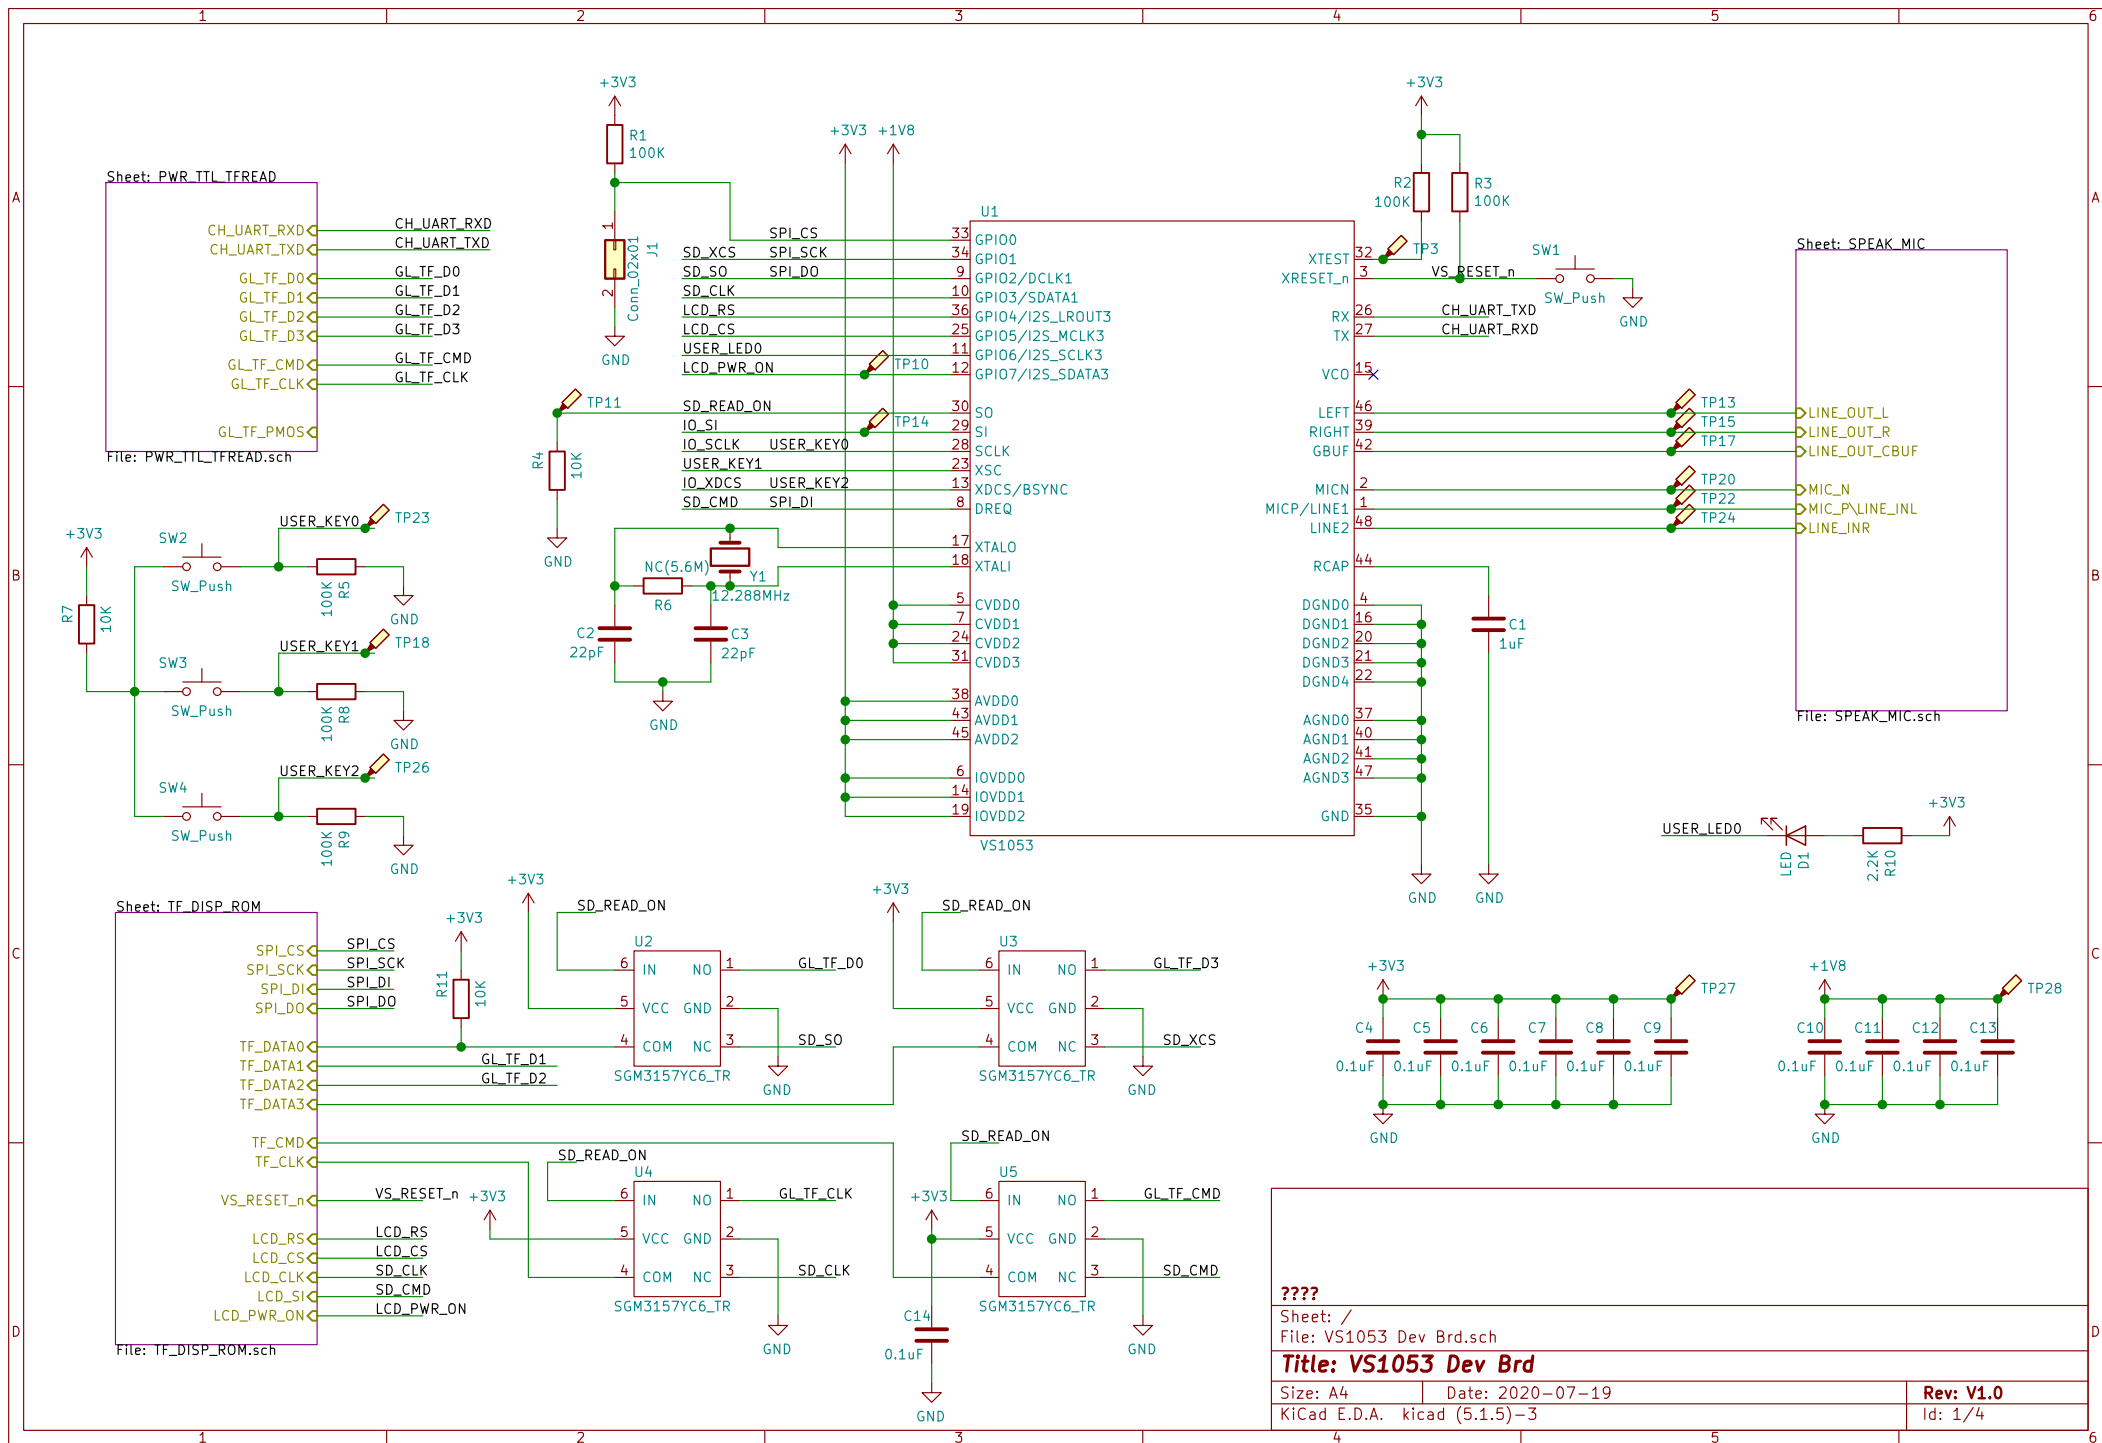 1 2 3 4 5 6
A
B
C
D
A
B
C
D
Sheet: PWR_TTL_TFREAD
CH_UART_RXD CH_UART_RXD
CH_UART_TXD CH_UART_TXD
GL_TF_D0 GL_TF_D0
GL_TF_D1 GL_TF_D1
GL_TF_D2 GL_TF_D2
GL_TF_D3 GL_TF_D3
GL_TF_CMD GL_TF_CMD
GL_TF_CLK GL_TF_CLK
GL_TF_PMOS
File: PWR_TTL_TFREAD.sch
+3V3
R1
100K
1
J1
Conn_02x01
2
GND
+3V3 +1V8
U1
SPI_CS 33 GPIO0
SD_XCS SPI_SCK 34 GPIO1
SD_SO SPI_DO 9 GPIO2/DCLK1
SD_CLK 10 GPIO3/SDATA1
LCD_RS 36 GPIO4/I2S_LROUT3
LCD_CS 25 GPIO5/I2S_MCLK3
USER_LED0 11 GPIO6/I2S_SCLK3
LCD_PWR_ON TP10 12 GPIO7/I2S_SDATA3
TP11
SD_READ_ON 30 SO
IO_SI TP14 29 SI
IO_SCLK USER_KEY0 28 SCLK
USER_KEY1 23 XSC
IO_XDCS USER_KEY2 13 XDCS/BSYNC
SD_CMD SPI_DI 8 DREQ
R4
10K
GND
17 XTALO
18 XTALI
NC(5.6M)
R6
Y1
12.288MHz
C2
22pF
C3
22pF
GND
5 CVDD0
7 CVDD1
24 CVDD2
31 CVDD3
38 AVDD0
43 AVDD1
45 AVDD2
6 IOVDD0
14 IOVDD1
19 IOVDD2
VS1053
+3V3
R2
100K
R3
100K
XTEST 32 TP3
XRESET_n 3 VS_RESET_n
SW1
SW_Push
GND
RX 26 CH_UART_TXD
TX 27 CH_UART_RXD
VCO 15
LEFT 46 TP13
RIGHT 39 TP15
GBUF 42 TP17
MICN 2 TP20
MICP/LINE1 1 TP22
LINE2 48 TP24
RCAP 44
DGND0 4
DGND1 16
DGND2 20
DGND3 21
DGND4 22
AGND0 37
AGND1 40
AGND2 41
AGND3 47
GND 35
C1
1uF
GND
GND
Sheet: SPEAK_MIC
LINE_OUT_L
LINE_OUT_R
LINE_OUT_CBUF
MIC_N
MIC_P\LINE_INL
LINE_INR
File: SPEAK_MIC.sch
+3V3
R7
10K
SW2
SW_Push
USER_KEY0 TP23
100K
R5
GND
SW3
SW_Push
USER_KEY1 TP18
100K
R8
GND
SW4
SW_Push
USER_KEY2 TP26
100K
R9
GND
USER_LED0
LED
D1
2.2K
R10
+3V3
Sheet: TF_DISP_ROM
SPI_CS SPI_CS
SPI_SCK SPI_SCK
SPI_DI SPI_DI
SPI_DO SPI_DO
TF_DATA0
TF_DATA1 GL_TF_D1
TF_DATA2 GL_TF_D2
TF_DATA3
TF_CMD
TF_CLK
VS_RESET_n VS_RESET_n
LCD_RS LCD_RS
LCD_CS LCD_CS
LCD_CLK SD_CLK
LCD_SI SD_CMD
LCD_PWR_ON LCD_PWR_ON
File: TF_DISP_ROM.sch
+3V3
R11
10K
+3V3
SD_READ_ON
U2
6 IN NO 1 GL_TF_D0
5 VCC GND 2
4 COM NC 3 SD_SO
SGM3157YC6_TR
GND
+3V3
SD_READ_ON
U3
6 IN NO 1 GL_TF_D3
5 VCC GND 2
4 COM NC 3 SD_XCS
SGM3157YC6_TR
GND
+3V3
SD_READ_ON
U4
6 IN NO 1 GL_TF_CLK
5 VCC GND 2
4 COM NC 3 SD_CLK
SGM3157YC6_TR
GND
+3V3
SD_READ_ON
U5
6 IN NO 1 GL_TF_CMD
5 VCC GND 2
4 COM NC 3 SD_CMD
SGM3157YC6_TR
GND
C14
0.1uF
GND
+3V3 TP27
C4 C5 C6 C7 C8 C9
0.1uF 0.1uF 0.1uF 0.1uF 0.1uF 0.1uF
GND
+1V8 TP28
C10 C11 C12 C13
0.1uF 0.1uF 0.1uF 0.1uF
GND
????
Sheet: /
File: VS1053 Dev Brd.sch
Title: VS1053 Dev Brd
Size: A4 Date: 2020-07-19 Rev: V1.0
KiCad E.D.A. kicad (5.1.5)-3 Id: 1/4
1 2 3 4 5 6